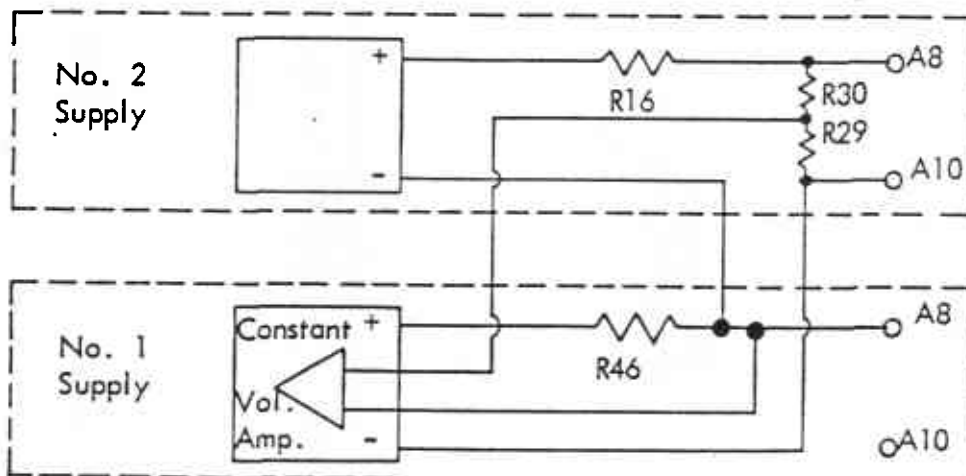 No. 2
Supply
+
-
R16
R30
R29
A8
A10
No. 1
Supply
Constant +
Vol.
Amp. -
R46
A8
A10